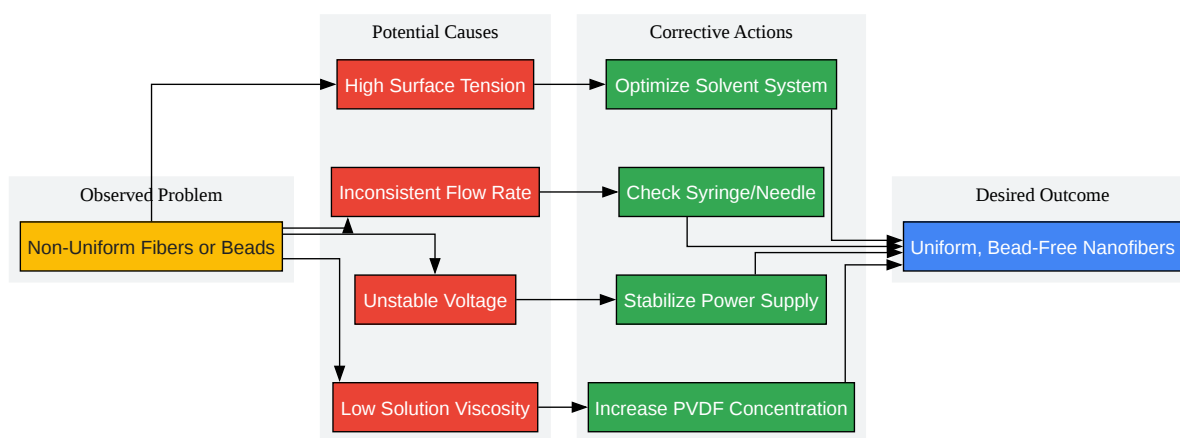 Potential Causes
Corrective Actions
High Surface Tension
Optimize Solvent System
Inconsistent Flow Rate
Check Syringe/Needle
Observed Problem
Desired Outcome
Non-Uniform Fibers or Beads
Uniform, Bead-Free Nanofibers
Unstable Voltage
Stabilize Power Supply
Low Solution Viscosity
Increase PVDF Concentration